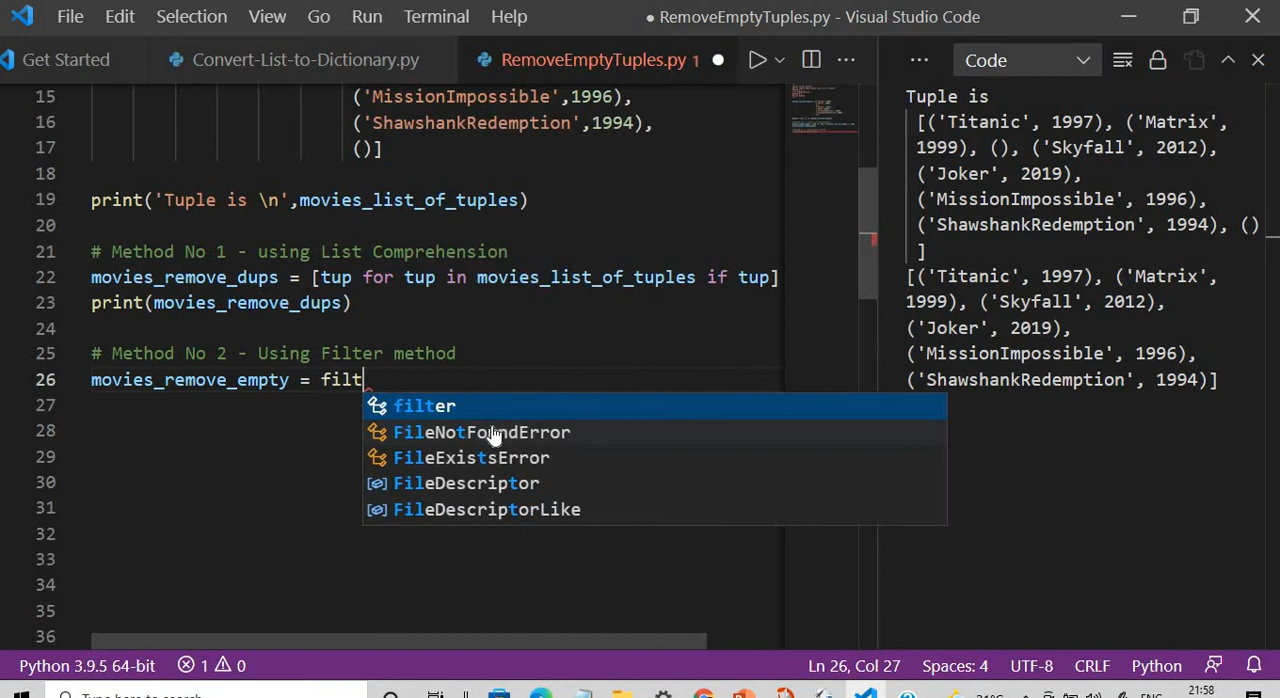 File Edit Selection View Go Run Terminal Help ● RemoveEmptyTuples.py - Visual Studio Code
Get Started Convert-List-to-Dictionary.py RemoveEmptyTuples.py 1 Code
15 ('MissionImpossible',1996),
16 ('ShawshankRedemption',1994),
17 ()]
18
19 print('Tuple is \n',movies_list_of_tuples)
20
21 # Method No 1 - using List Comprehension
22 movies_remove_dups = [tup for tup in movies_list_of_tuples if tup]
23 print(movies_remove_dups)
24
25 # Method No 2 - Using Filter method
26 movies_remove_empty = filt
27
28
29
30
31
32
33
34
35
36
filter
FileNotFoundError
FileExistsError
FileDescriptor
FileDescriptorLike
Tuple is
[('Titanic', 1997), ('Matrix',
1999), (), ('Skyfall', 2012),
('Joker', 2019),
('MissionImpossible', 1996),
('ShawshankRedemption', 1994), ()
]
[('Titanic', 1997), ('Matrix',
1999), ('Skyfall', 2012),
('Joker', 2019),
('MissionImpossible', 1996),
('ShawshankRedemption', 1994)]
Python 3.9.5 64-bit 1 0 Ln 26, Col 27 Spaces: 4 UTF-8 CRLF Python
21:58